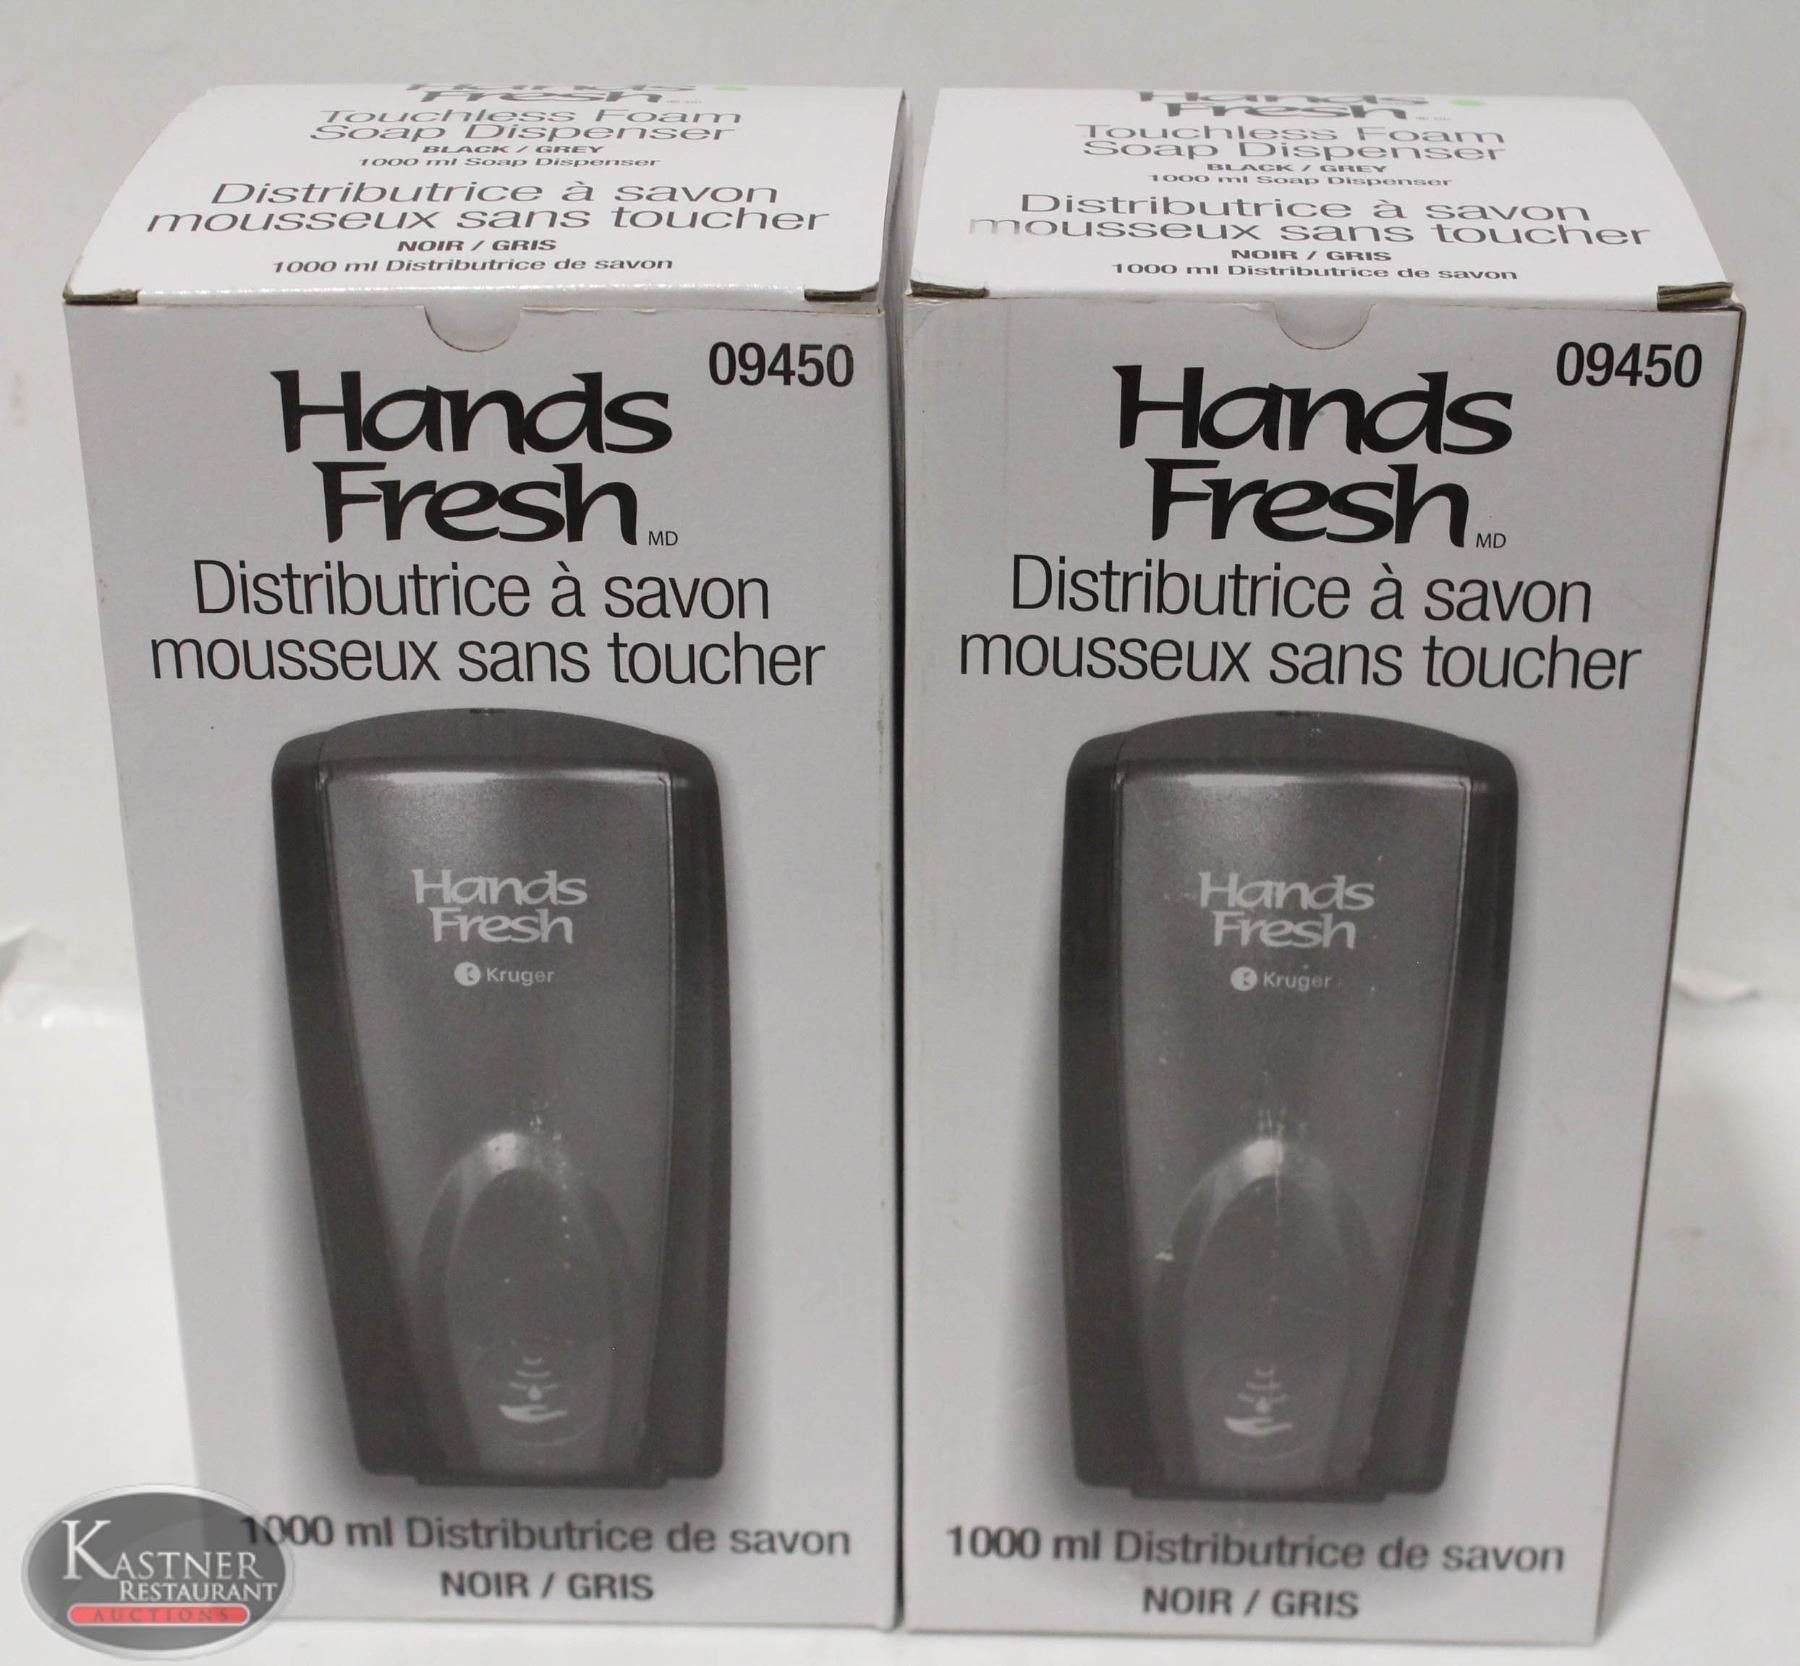 Hands
Fresh
Touchless Foam
Soap Dispenser
BLACK / GREY
1000 ml Soap Dispenser
Distributrice à savon
mousseux sans toucher
NOIR / GRIS
1000 ml Distributrice de savon
09450
Hands
Fresh MD
Distributrice à savon
mousseux sans toucher
Hands
Fresh
Kruger
1000 ml Distributrice de savon
NOIR / GRIS
Hands
Fresh
Touchless Foam
Soap Dispenser
BLACK / GREY
1000 ml Soap Dispenser
Distributrice à savon
mousseux sans toucher
NOIR / GRIS
1000 ml Distributrice de savon
09450
Hands
Fresh MD
Distributrice à savon
mousseux sans toucher
Hands
Fresh
Kruger
1000 ml Distributrice de savon
NOIR / GRIS
KASTNER
RESTAURANT
AUCTIONS